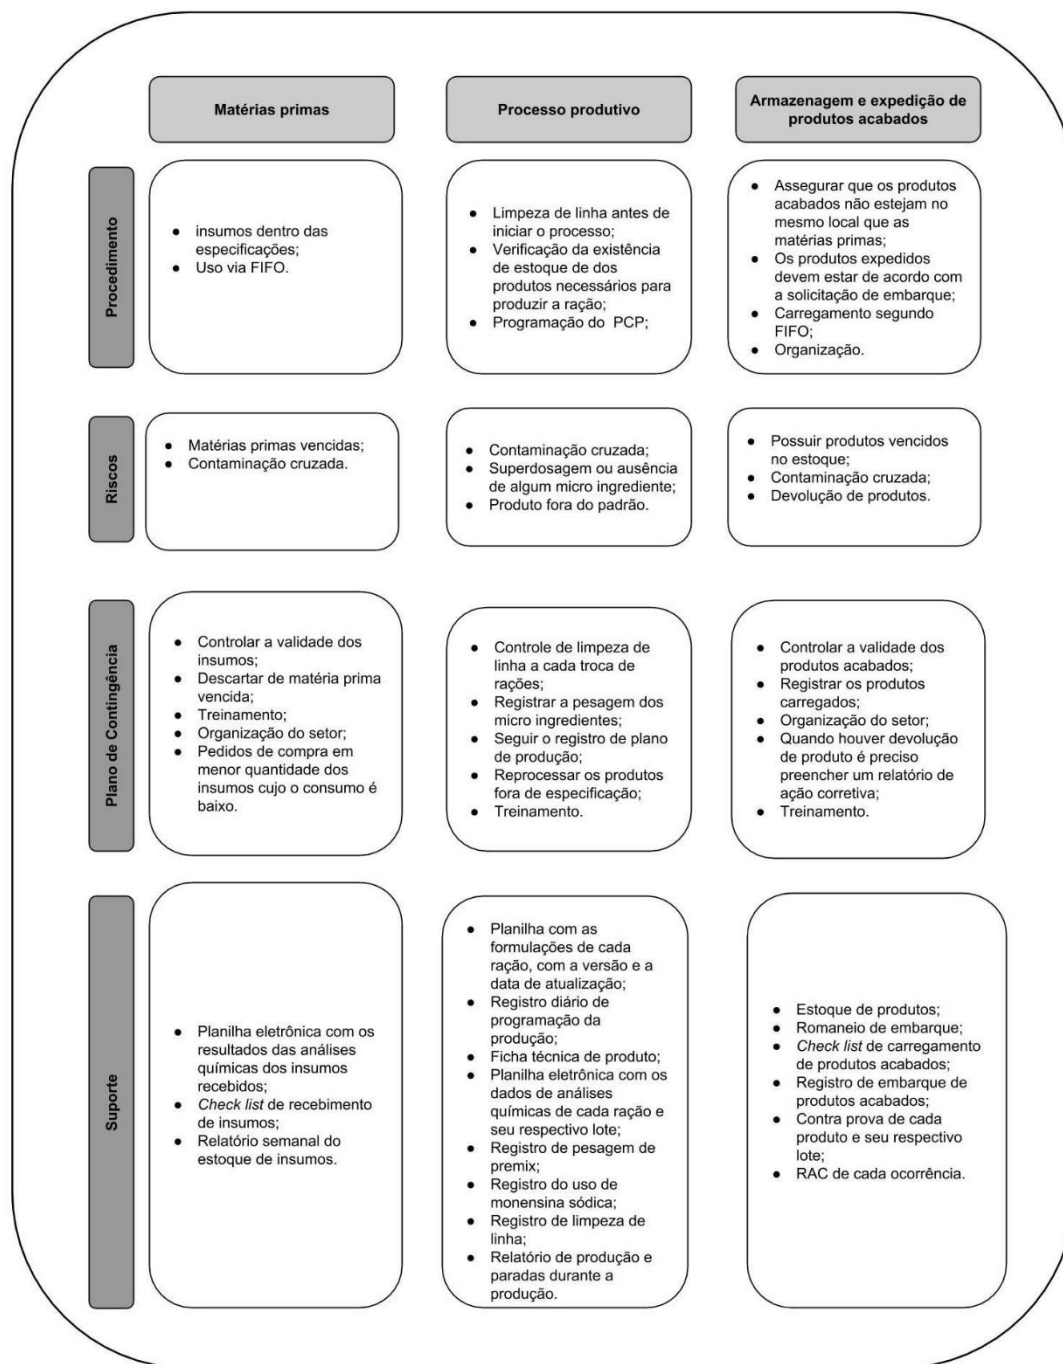 Matérias primas
Processo produtivo
Armazenagem e expedição de
produtos acabados
Procedimento
● insumos dentro das
especificações;
● Uso via FIFO.
● Limpeza de linha antes de
iniciar o processo;
● Verificação da existência
de estoque de dos
produtos necessários para
produzir a ração;
● Programação do PCP;
● Assegurar que os produtos
acabados não estejam no
mesmo local que as
matérias primas;
● Os produtos expedidos
devem estar de acordo com
a solicitação de embarque;
● Carregamento segundo
FIFO;
● Organização.
Riscos
● Matérias primas vencidas;
● Contaminação cruzada.
● Contaminação cruzada;
● Superdosagem ou ausência
de algum micro ingrediente;
● Produto fora do padrão.
● Possuir produtos vencidos
no estoque;
● Contaminação cruzada;
● Devolução de produtos.
Plano de Contingência
● Controlar a validade dos
insumos;
● Descartar de matéria prima
vencida;
● Treinamento;
● Organização do setor;
● Pedidos de compra em
menor quantidade dos
insumos cujo o consumo é
baixo.
● Controle de limpeza de
linha a cada troca de
rações;
● Registrar a pesagem dos
micro ingredientes;
● Seguir o registro de plano
de produção;
● Reprocessar os produtos
fora de especificação;
● Treinamento.
● Controlar a validade dos
produtos acabados;
● Registrar os produtos
carregados;
● Organização do setor;
● Quando houver devolução
de produto é preciso
preencher um relatório de
ação corretiva;
● Treinamento.
Suporte
● Planilha eletrônica com os
resultados das análises
químicas dos insumos
recebidos;
● Check list de recebimento
de insumos;
● Relatório semanal do
estoque de insumos.
● Planilha com as
formulações de cada
ração, com a versão e a
data de atualização;
● Registro diário de
programação da
produção;
● Ficha técnica de produto;
● Planilha eletrônica com os
dados de análises
químicas de cada ração e
seu respectivo lote;
● Registro de pesagem de
premix;
● Registro do uso de
monensina sódica;
● Registro de limpeza de
linha;
● Relatório de produção e
paradas durante a
produção.
● Estoque de produtos;
● Romaneio de embarque;
● Check list de carregamento
de produtos acabados;
● Registro de embarque de
produtos acabados;
● Contra prova de cada
produto e seu respectivo
lote;
● RAC de cada ocorrência.